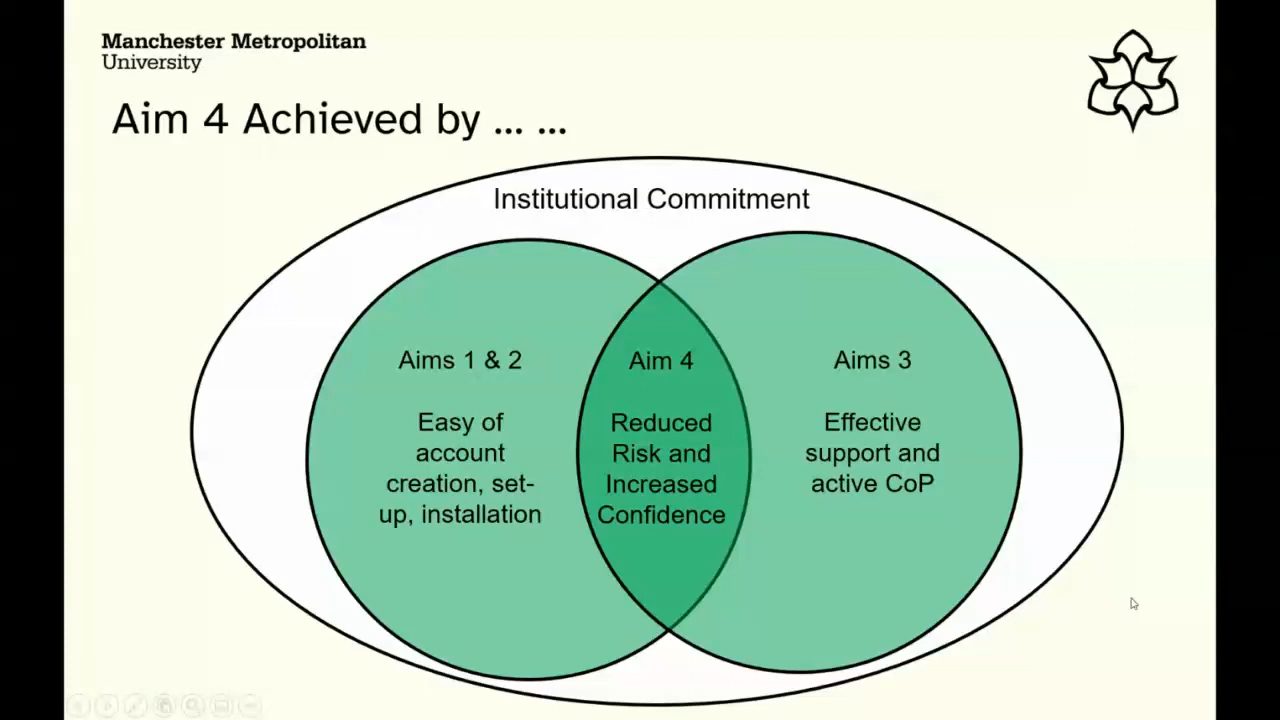 Manchester Metropolitan
University
Aim 4 Achieved by ... ...
Institutional Commitment
Aims 1 & 2
Easy of
account
creation, set-
up, installation
Aim 4
Reduced
Risk and
Increased
Confidence
Aims 3
Effective
support and
active CoP